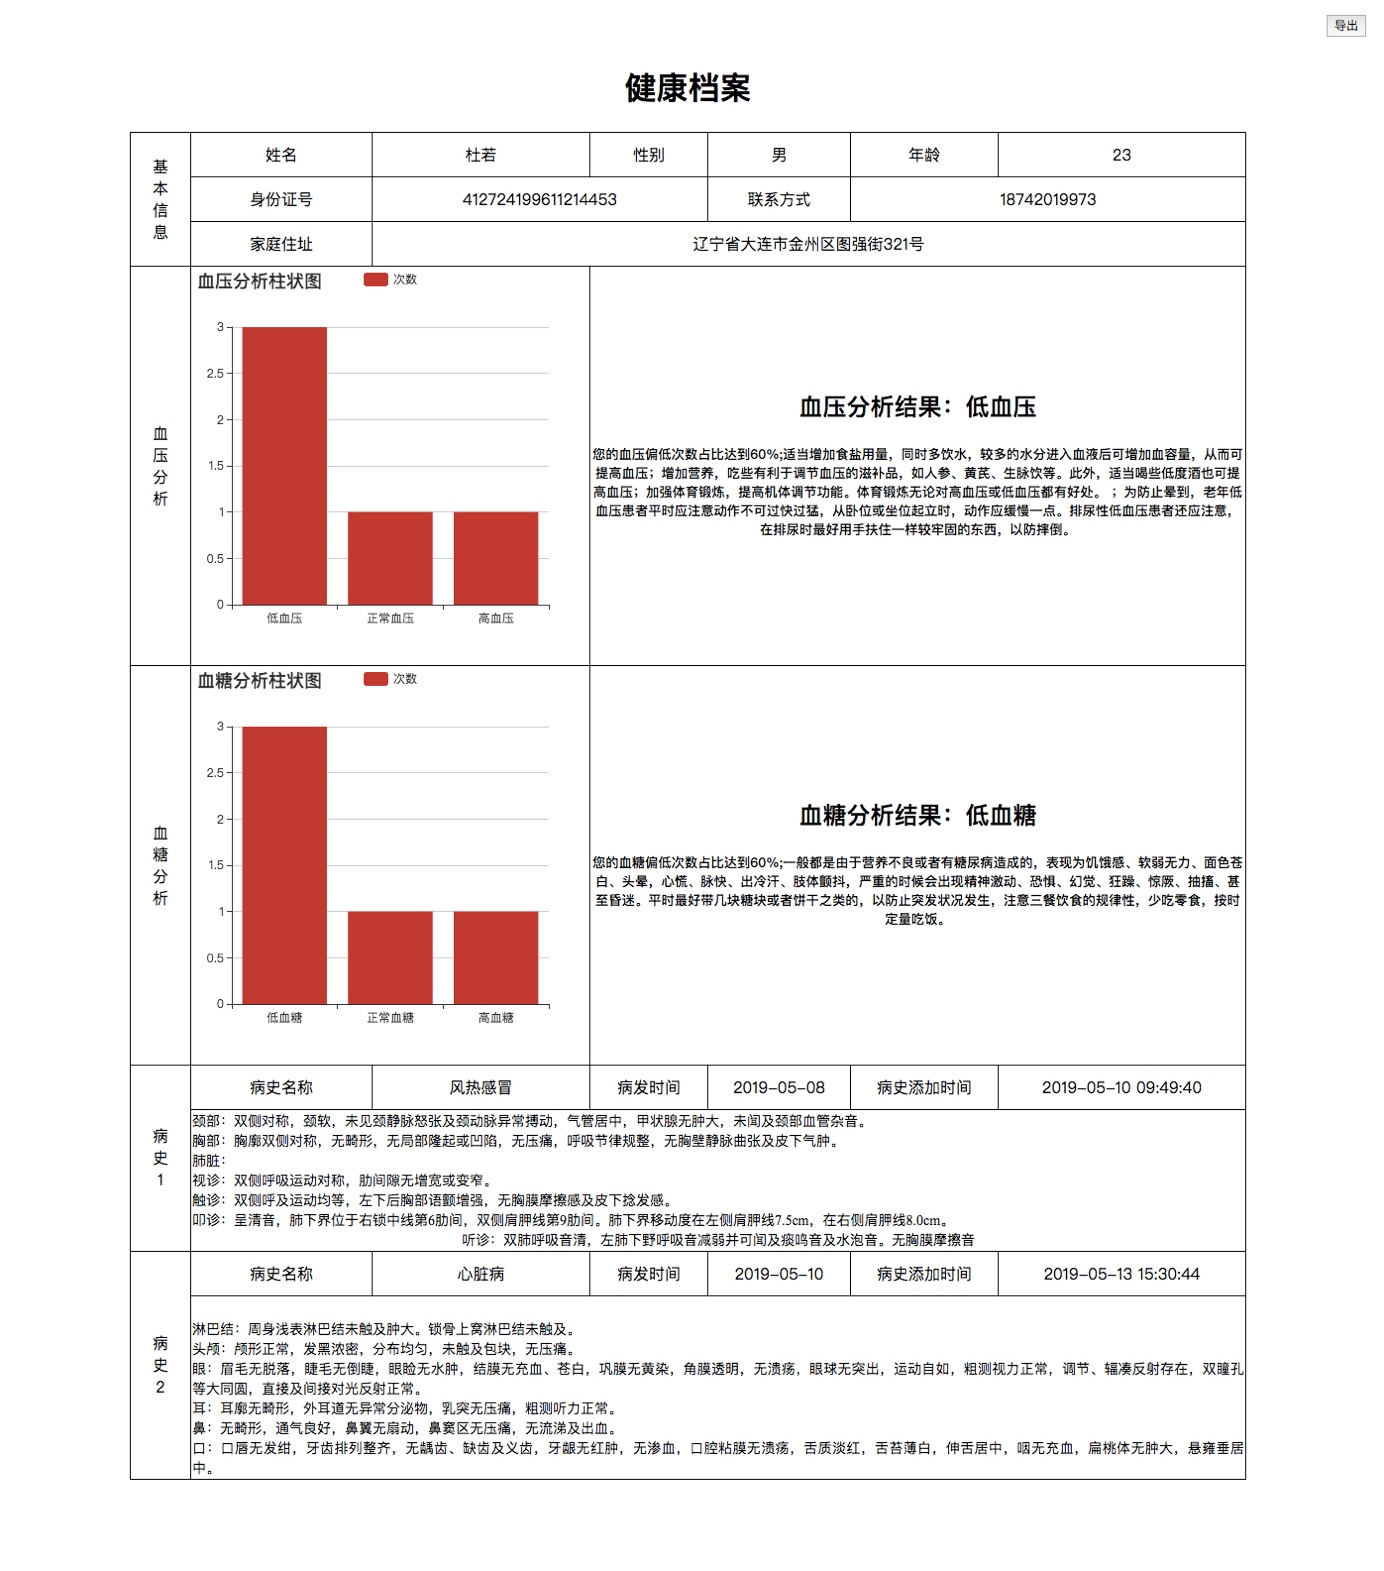 导出
健康档案
基本信息
姓名 杜若 性别 男 年龄 23
身份证号 412724199611214453 联系方式 18742019973
家庭住址 辽宁省大连市金州区图强街321号
血压分析
血压分析柱状图 次数
3
2.5
2
1.5
1
0.5
0
低血压 正常血压 高血压
血压分析结果：低血压
您的血压偏低次数占比达到60%;适当增加食盐用量，同时多饮水，较多的水分进入血液后可增加血容量，从而可
提高血压；增加营养，吃些有利于调节血压的滋补品，如人参、黄芪、生脉饮等。此外，适当喝些低度酒也可提
高血压；加强体育锻炼，提高机体调节功能。体育锻炼无论对高血压或低血压都有好处。 ；为防止晕到，老年低
血压患者平时应注意动作不可过快过猛，从卧位或坐位起立时，动作应缓慢一点。排尿性低血压患者还应注意，
在排尿时最好用手扶住一样较牢固的东西，以防摔倒。
血糖分析
血糖分析柱状图 次数
3
2.5
2
1.5
1
0.5
0
低血糖 正常血糖 高血糖
血糖分析结果：低血糖
您的血糖偏低次数占比达到60%;一般都是由于营养不良或者有糖尿病造成的，表现为饥饿感、软弱无力、面色苍
白、头晕，心慌、脉快、出冷汗、肢体颤抖，严重的时候会出现精神激动、恐惧、幻觉、狂躁、惊厥、抽搐、甚
至昏迷。平时最好带几块糖块或者饼干之类的，以防止突发状况发生，注意三餐饮食的规律性，少吃零食，按时
定量吃饭。
病史1
病史名称 风热感冒 病发时间 2019-05-08 病史添加时间 2019-05-10 09:49:40
颈部：双侧对称，颈软，未见颈静脉怒张及颈动脉异常搏动，气管居中，甲状腺无肿大，未闻及颈部血管杂音。
胸部：胸廓双侧对称，无畸形，无局部隆起或凹陷，无压痛，呼吸节律规整，无胸壁静脉曲张及皮下气肿。
肺脏：
视诊：双侧呼吸运动对称，肋间隙无增宽或变窄。
触诊：双侧呼及运动均等，左下后胸部语颤增强，无胸膜摩擦感及皮下捻发感。
叩诊：呈清音，肺下界位于右锁中线第6肋间，双侧肩胛线第9肋间。肺下界移动度在左侧肩胛线7.5cm，在右侧肩胛线8.0cm。
听诊：双肺呼吸音清，左肺下野呼吸音减弱并可闻及痰鸣音及水泡音。无胸膜摩擦音
病史2
病史名称 心脏病 病发时间 2019-05-10 病史添加时间 2019-05-13 15:30:44
淋巴结：周身浅表淋巴结未触及肿大。锁骨上窝淋巴结未触及。
头颅：颅形正常，发黑浓密，分布均匀，未触及包块，无压痛。
眼：眉毛无脱落，睫毛无倒睫，眼睑无水肿，结膜无充血、苍白，巩膜无黄染，角膜透明，无溃疡，眼球无突出，运动自如，粗测视力正常，调节、辐凑反射存在，双瞳孔
等大同圆，直接及间接对光反射正常。
耳：耳廓无畸形，外耳道无异常分泌物，乳突无压痛，粗测听力正常。
鼻：无畸形，通气良好，鼻翼无扇动，鼻窦区无压痛，无流涕及出血。
口：口唇无发绀，牙齿排列整齐，无龋齿、缺齿及义齿，牙龈无红肿，无渗血，口腔粘膜无溃疡，舌质淡红，舌苔薄白，伸舌居中，咽无充血，扁桃体无肿大，悬雍垂居
中。